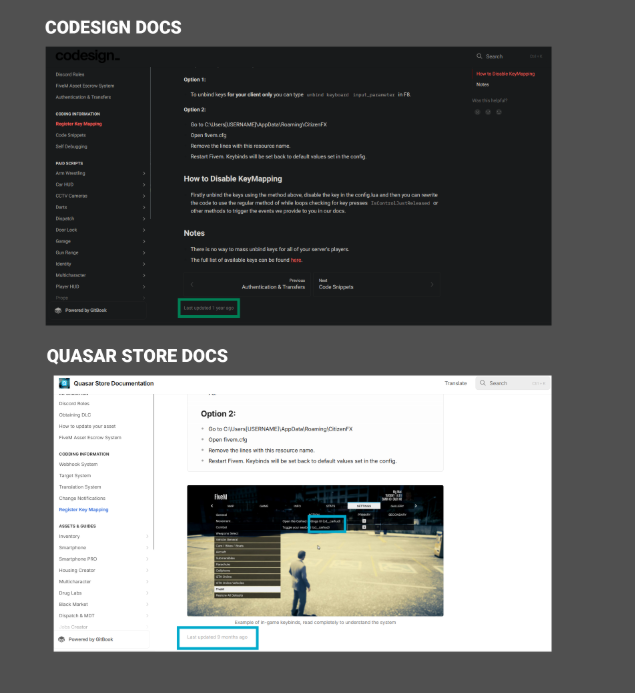 CODESIGN DOCS
codesign.
Search
Discord Roles
FiveM Asset Escrow System
Authentication & Transfers
CODING INFORMATION
Register Key Mapping
Code Snippets
Self Debugging
PAID SCRIPTS
Arm Wrestling
Car HUD
CCTV Cameras
Darts
Dispatch
Door Lock
Garage
Gun Range
Identity
Multicharacter
Player HUD
Powered by GitBook
Option 1:
To unbind keys for your client only you can type unbind keyboard input_parameter in F8.
Option 2:
Go to C:\Users\[USERNAME]\AppData\Roaming\CitizenFX
Open fivem.cfg
Remove the lines with this resource name.
Restart Fivem. Keybinds will be set back to default values set in the config.
How to Disable KeyMapping
Firstly unbind the keys using the method above, disable the key in the config.lua and then you can rewrite
the code to use the regular method of while loops checking for key presses IsControlJustReleased or
other methods to trigger the events we provide to you in our docs.
Notes
There is no way to mass unbind keys for all of your server's players.
The full list of available keys can be found here.
Previous
Authentication & Transfers
Next
Code Snippets
Last updated 1 year ago
How to Disable KeyMapping
Notes
Was this helpful?
QUASAR STORE DOCS
Quasar Store Documentation
Translate
Search
Discord Roles
Obtaining DLC
How to update your asset
FiveM Asset Escrow System
CODDING INFORMATION
Webhook System
Target System
Translation System
Change Notifications
Register Key Mapping
ASSETS & GUIDES
Inventory
Smartphone
Smartphone PRO
Housing Creator
Multicharacter
Drug Labs
Black Market
Dispatch & MDT
Powered by GitBook
Option 2:
Go to C:\Users\[USERNAME]\AppData\Roaming\CitizenFX
Open fivem.cfg
Remove the lines with this resource name.
Restart Fivem. Keybinds will be set back to default values set in the config.
FiveM
SETTINGS
PRIMARY
SECONDARY
Example of in-game keybinds, read completely to understand the system
Last updated 9 months ago